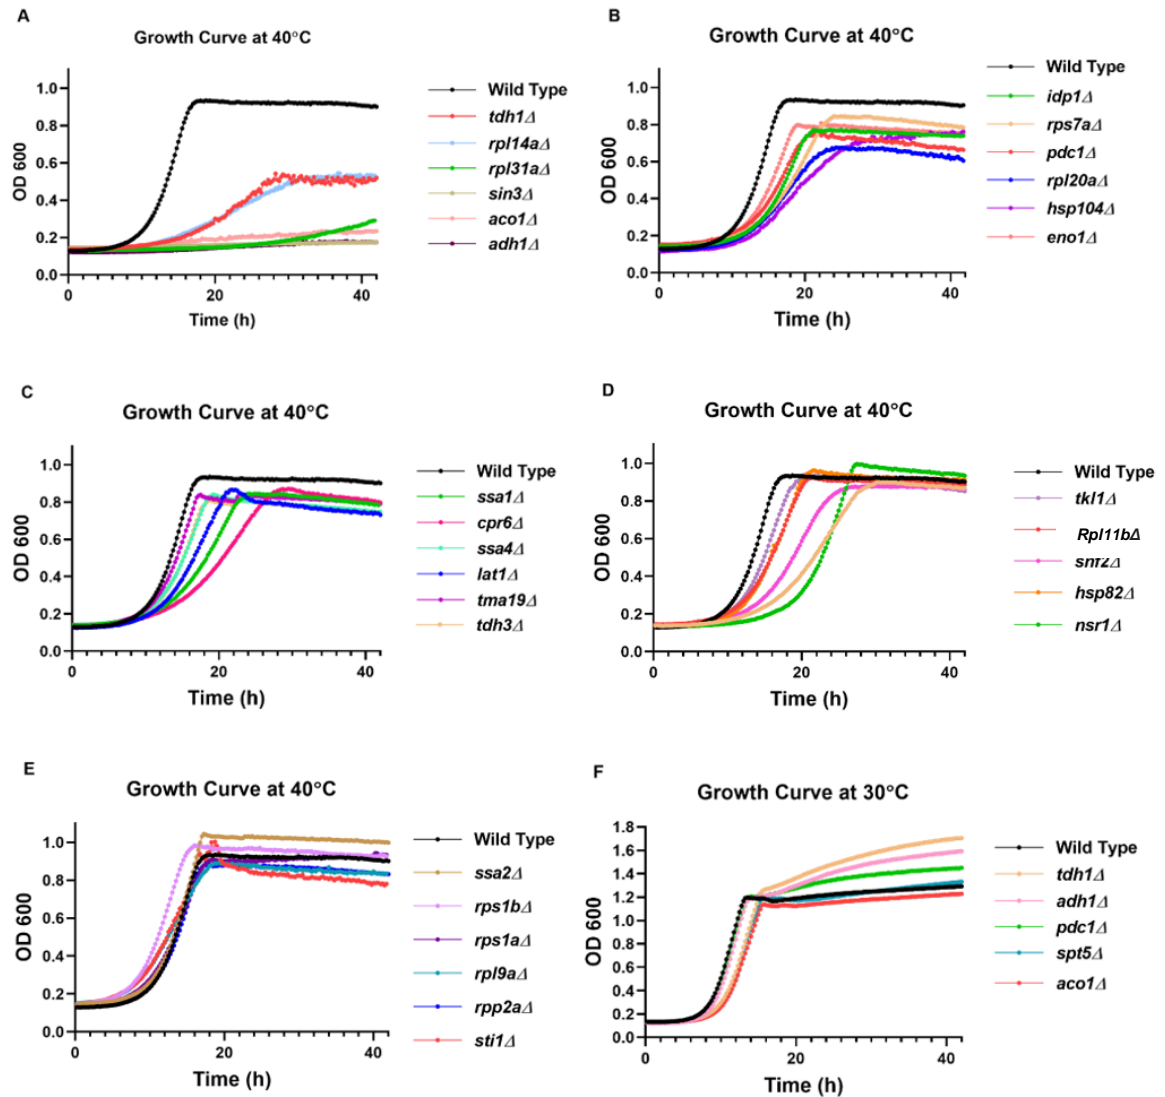 A
Growth Curve at 40°C
OD 600
1.0
0.8
0.6
0.4
0.2
0.0
0
20
40
Time (h)
Wild Type
tdh1Δ
rpl14aΔ
rpl31aΔ
sin3Δ
aco1Δ
adh1Δ
B
Growth Curve at 40°C
OD 600
1.0
0.8
0.6
0.4
0.2
0.0
0
20
40
Time (h)
Wild Type
idp1Δ
rps7aΔ
pdc1Δ
rpl20aΔ
hsp104Δ
eno1Δ
C
Growth Curve at 40°C
OD 600
1.0
0.8
0.6
0.4
0.2
0.0
0
20
40
Time (h)
Wild Type
ssa1Δ
cpr6Δ
ssa4Δ
lat1Δ
tma19Δ
tdh3Δ
D
Growth Curve at 40°C
OD 600
1.0
0.8
0.6
0.4
0.2
0.0
0
20
40
Time (h)
Wild Type
tkl1Δ
Rpl11bΔ
snf2Δ
hsp82Δ
nsr1Δ
E
Growth Curve at 40°C
OD 600
1.0
0.8
0.6
0.4
0.2
0.0
0
20
40
Time (h)
Wild Type
ssa2Δ
rps1bΔ
rps1aΔ
rpl9aΔ
rpp2aΔ
sti1Δ
F
Growth Curve at 30°C
OD 600
1.8
1.6
1.4
1.2
1.0
0.8
0.6
0.4
0.2
0.0
0
20
40
Time (h)
Wild Type
tdh1Δ
adh1Δ
pdc1Δ
spt5Δ
aco1Δ